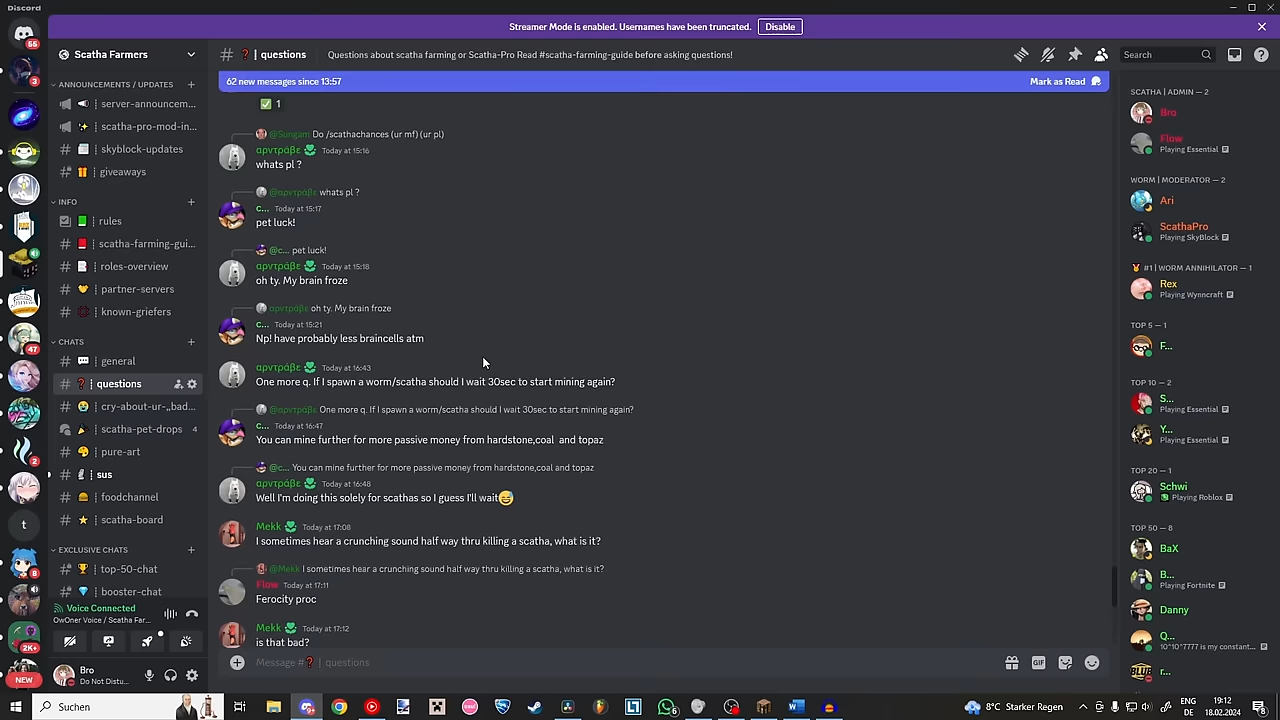 Discord
Streamer Mode is enabled. Usernames have been truncated. Disable
Scatha Farmers
# ❓ | questions Questions about scatha farming or Scatha-Pro Read #scatha-farming-guide before asking questions!
Search
62 new messages since 13:57 Mark as Read
55
3
47
2
t
8
2K+
NEW
ANNOUNCEMENTS / UPDATES
server-announcem...
scatha-pro-mod-in...
skyblock-updates
giveaways
INFO
rules
scatha-farming-gui...
roles-overview
partner-servers
known-griefers
CHATS
general
questions
cry-about-ur-„bad...
scatha-pet-drops 4
pure-art
sus
foodchannel
scatha-board
EXCLUSIVE CHATS
top-50-chat
booster-chat
Voice Connected
OwOner Voice / Scatha Far...
Bro
Do Not Distu...
✅ 1
@Sungam Do /scathachances (ur mf) (ur pl)
αρντράβε Today at 15:16
whats pl ?
@αρντράβε whats pl ?
c... Today at 15:17
pet luck!
@c... pet luck!
αρντράβε Today at 15:18
oh ty. My brain froze
αρντράβε oh ty. My brain froze
c... Today at 15:21
Np! have probably less braincells atm
αρντράβε Today at 16:43
One more q. If I spawn a worm/scatha should I wait 30sec to start mining again?
@αρντράβε One more q. If I spawn a worm/scatha should I wait 30sec to start mining again?
c... Today at 16:47
You can mine further for more passive money from hardstone,coal and topaz
@c... You can mine further for more passive money from hardstone,coal and topaz
αρντράβε Today at 16:48
Well I'm doing this solely for scathas so I guess I'll wait😅
Mekk Today at 17:08
I sometimes hear a crunching sound half way thru killing a scatha, what is it?
@Mekk I sometimes hear a crunching sound half way thru killing a scatha, what is it?
Flow Today at 17:11
Ferocity proc
Mekk Today at 17:12
is that bad?
Message #❓ | questions
GIF
SCATHA | ADMIN — 2
Bro
Flow
Playing Essential
WORM | MODERATOR — 2
Ari
ScathaPro
Playing SkyBlock
🏅 #1 | WORM ANNIHILATOR — 1
Rex
Playing Wynncraft
TOP 5 — 1
F...
TOP 10 — 2
S...
Playing Essential
Y...
Playing Essential
TOP 20 — 1
Schwi
Playing Roblox
TOP 50 — 8
BaX
B...
Playing Fortnite
Danny
Q...
10^10^7777 is my constant...
r...
Suchen
8°C Starker Regen
ENG
DE
19:12
18.02.2024